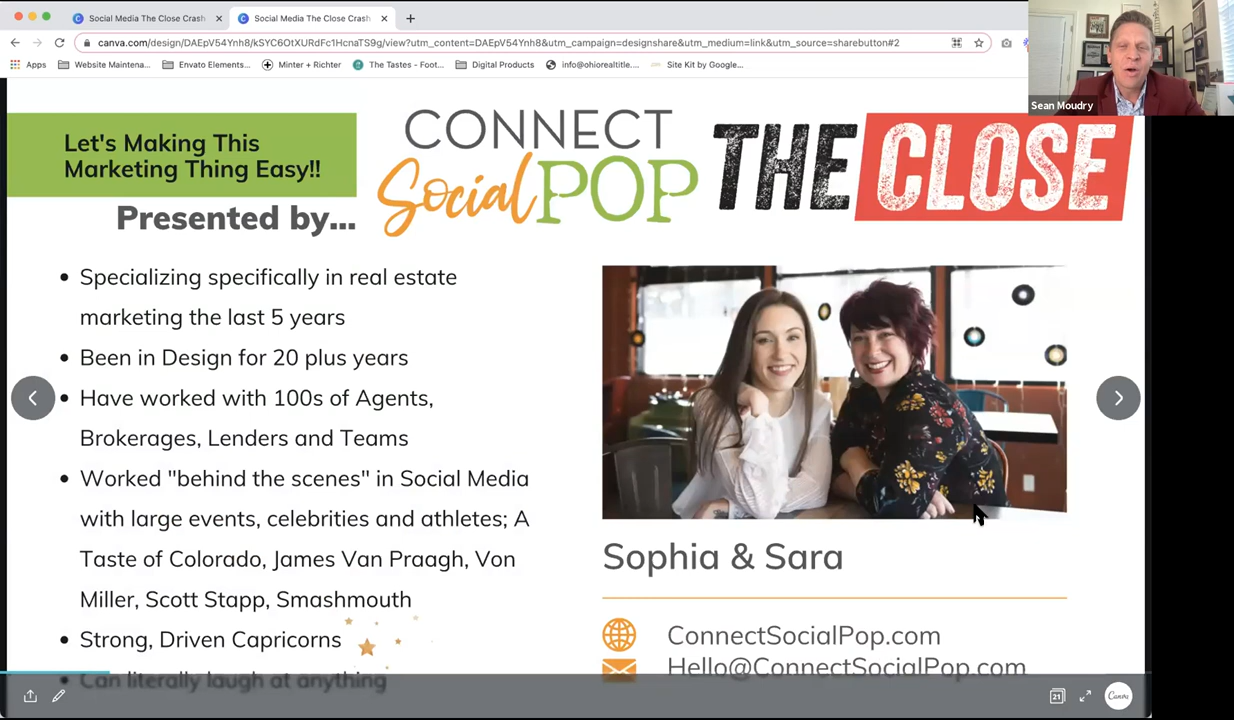 Social Media The Close Crash
Social Media The Close Crash
canva.com/design/DAEpV54Ynh8/kSYC6OtXURdFc1HcnaTS9g/view?utm_content=DAEpV54Ynh8&utm_campaign=designshare&utm_medium=link&utm_source=sharebutton#2
Apps
Website Maintena...
Envato Elements...
Minter + Richter
The Tastes - Foot...
Digital Products
info@ohiorealtitle....
Site Kit by Google...
Sean Moudry
Let's Making This
Marketing Thing Easy!!
Presented by...
CONNECT
Social POP
THE CLOSE
Specializing specifically in real estate
marketing the last 5 years
Been in Design for 20 plus years
Have worked with 100s of Agents,
Brokerages, Lenders and Teams
Worked "behind the scenes" in Social Media
with large events, celebrities and athletes; A
Taste of Colorado, James Van Praagh, Von
Miller, Scott Stapp, Smashmouth
Strong, Driven Capricorns
Can literally laugh at anything
Sophia & Sara
ConnectSocialPop.com
Hello@ConnectSocialPop.com
21
Canva